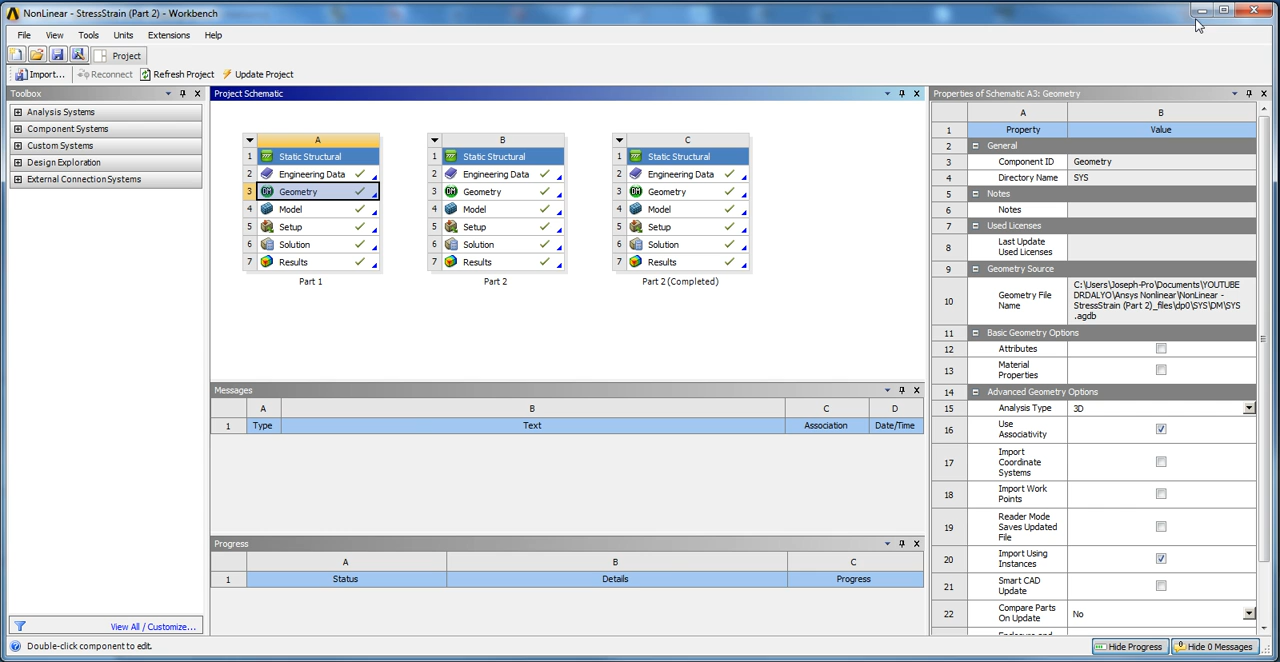 NonLinear - StressStrain (Part 2) - Workbench
File View Tools Units Extensions Help
Project
Import... Reconnect Refresh Project Update Project
Toolbox
Analysis Systems
Component Systems
Custom Systems
Design Exploration
External Connection Systems
View All / Customize...
Project Schematic
A
1 Static Structural
2 Engineering Data
3 Geometry
4 Model
5 Setup
6 Solution
7 Results
Part 1
B
1 Static Structural
2 Engineering Data
3 Geometry
4 Model
5 Setup
6 Solution
7 Results
Part 2
C
1 Static Structural
2 Engineering Data
3 Geometry
4 Model
5 Setup
6 Solution
7 Results
Part 2 (Completed)
Messages
A B C D
1 Type Text Association Date/Time
Progress
A B C
1 Status Details Progress
Properties of Schematic A3: Geometry
A B
1 Property Value
2 General
3 Component ID Geometry
4 Directory Name SYS
5 Notes
6 Notes
7 Used Licenses
8 Last Update
Used Licenses
9 Geometry Source
10 Geometry File
Name
C:\Users\Joseph-Pro\Documents\YOUTUBE
DRDALYO\Ansys Nonlinear\NonLinear -
StressStrain (Part 2)_files\dp0\SYS\DM\SYS
.agdb
11 Basic Geometry Options
12 Attributes
13 Material
Properties
14 Advanced Geometry Options
15 Analysis Type 3D
16 Use
Associativity
17 Import
Coordinate
Systems
18 Import Work
Points
19 Reader Mode
Saves Updated
File
20 Import Using
Instances
21 Smart CAD
Update
22 Compare Parts
On Update No
Double-click component to edit.
Hide Progress
Hide 0 Messages